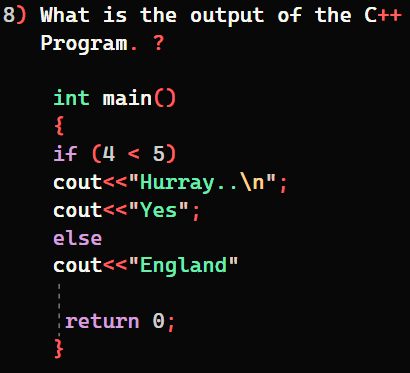 8) What is the output of the C++
Program. ?
int main()
{
if (4 < 5)
cout<<"Hurray..\n";
cout<<"Yes";
else
cout<<"England"
return 0;
}